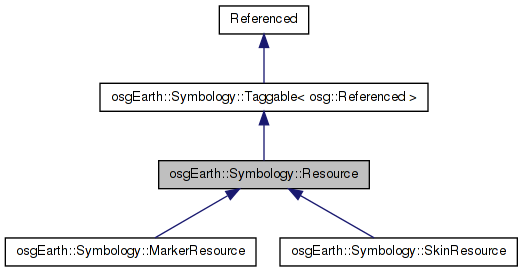 Referenced
osgEarth::Symbology::Taggable< osg::Referenced >
osgEarth::Symbology::Resource
osgEarth::Symbology::MarkerResource
osgEarth::Symbology::SkinResource